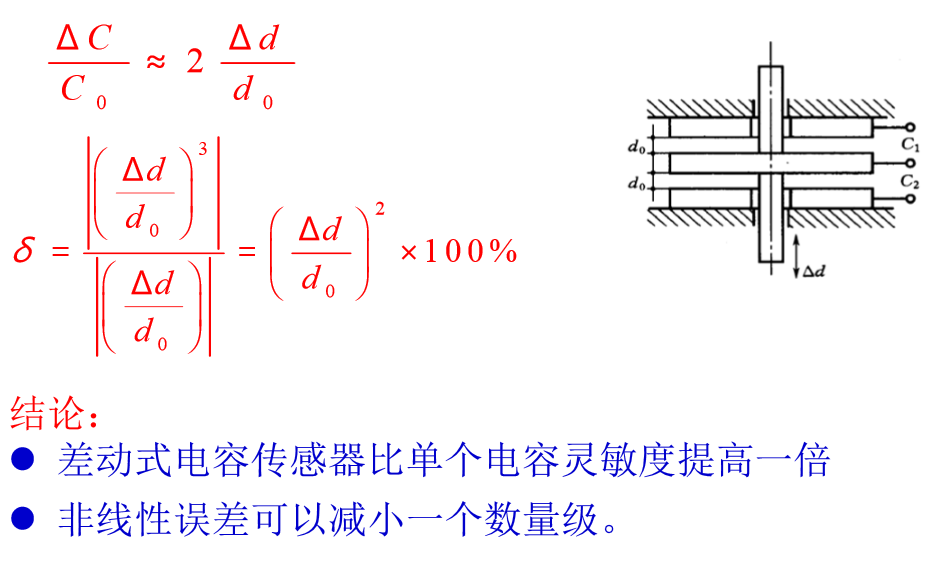 ΔC/C₀ ≈ 2 Δd/d₀
δ = |(Δd/d₀)³| / |(Δd/d₀)| = (Δd/d₀)² ×100%
d₀
d₀
C₁
C₂
Δd
结论：
● 差动式电容传感器比单个电容灵敏度提高一倍
● 非线性误差可以减小一个数量级。